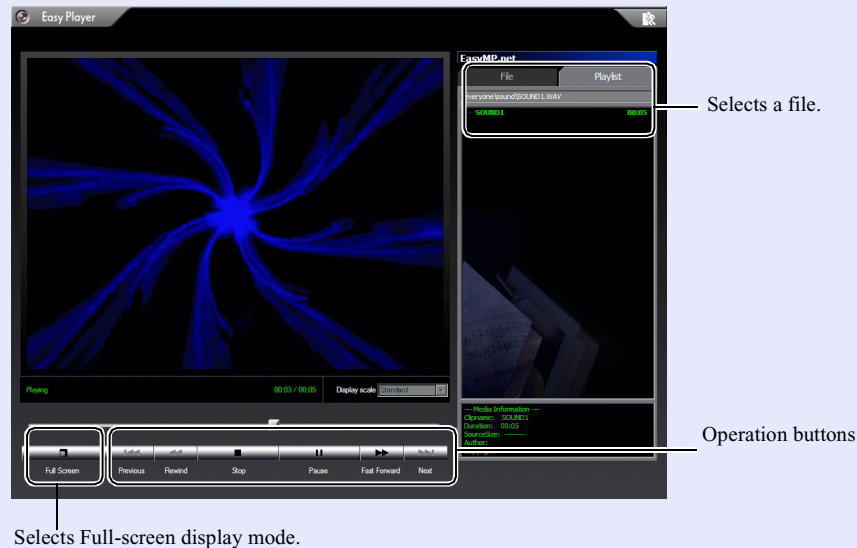 Easy Player
EasyMP.net
File
Playlist
everyone\sound\SOUND1.WAV
SOUND1 00:05
Selects a file.
Playing 00:03 / 00:05 Display scale Standard
--- Media Information ---
Clipname: SOUND1
Duration: 00:05
SourceSize: --------
Author:
Operation buttons
Full Screen
Previous
Rewind
Stop
Pause
Fast Forward
Next
Selects Full-screen display mode.